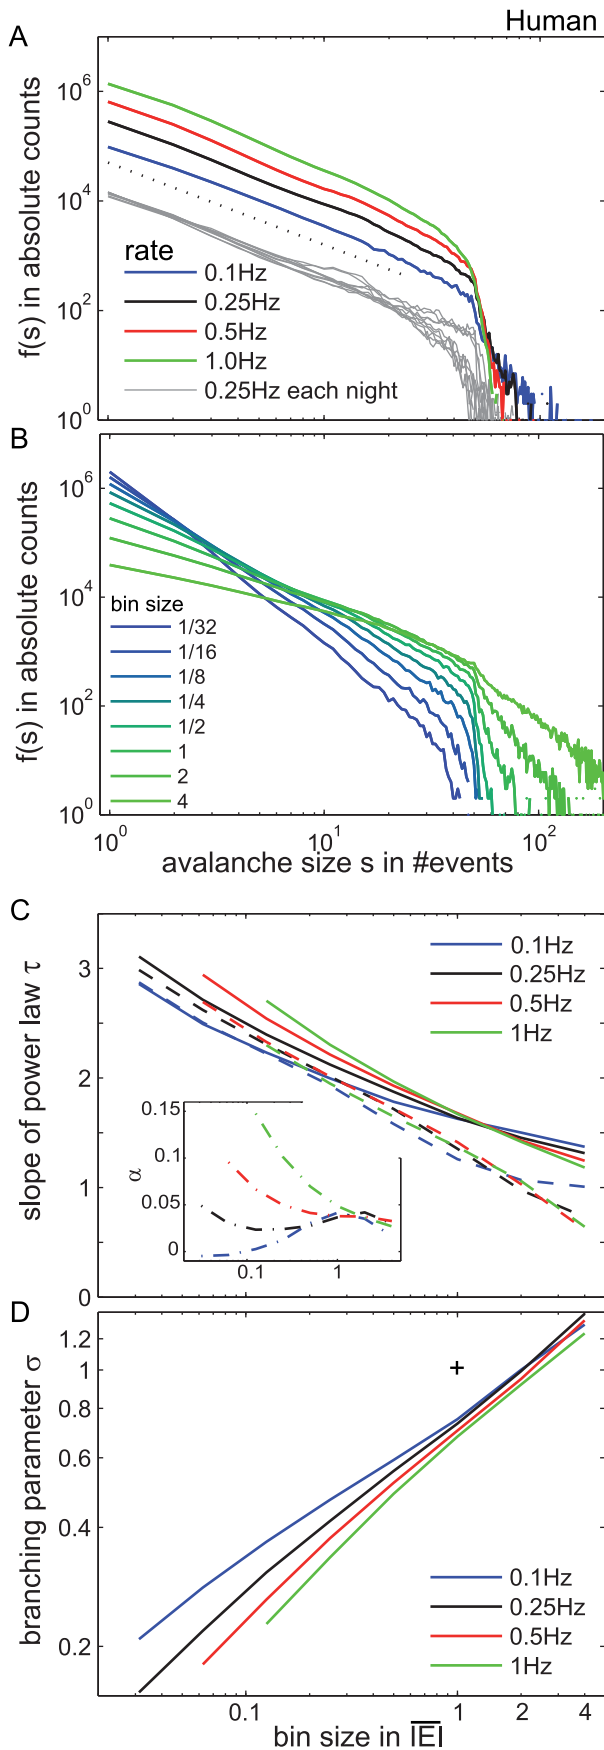 Human
A
f(s) in absolute counts
10^6
10^4
10^2
10^0
rate
0.1Hz
0.25Hz
0.5Hz
1.0Hz
0.25Hz each night
B
f(s) in absolute counts
10^6
10^4
10^2
10^0
bin size
1/32
1/16
1/8
1/4
1/2
1
2
4
10^0 10^1 10^2
avalanche size s in #events
C
slope of power law τ
3
2
1
0
0.1Hz
0.25Hz
0.5Hz
1Hz
α
0.15
0.1
0.05
0
0.1 1
D
branching parameter σ
1.2
1
0.8
0.6
0.4
0.2
+
0.1Hz
0.25Hz
0.5Hz
1Hz
0.1 1 2 4
bin size in |E|